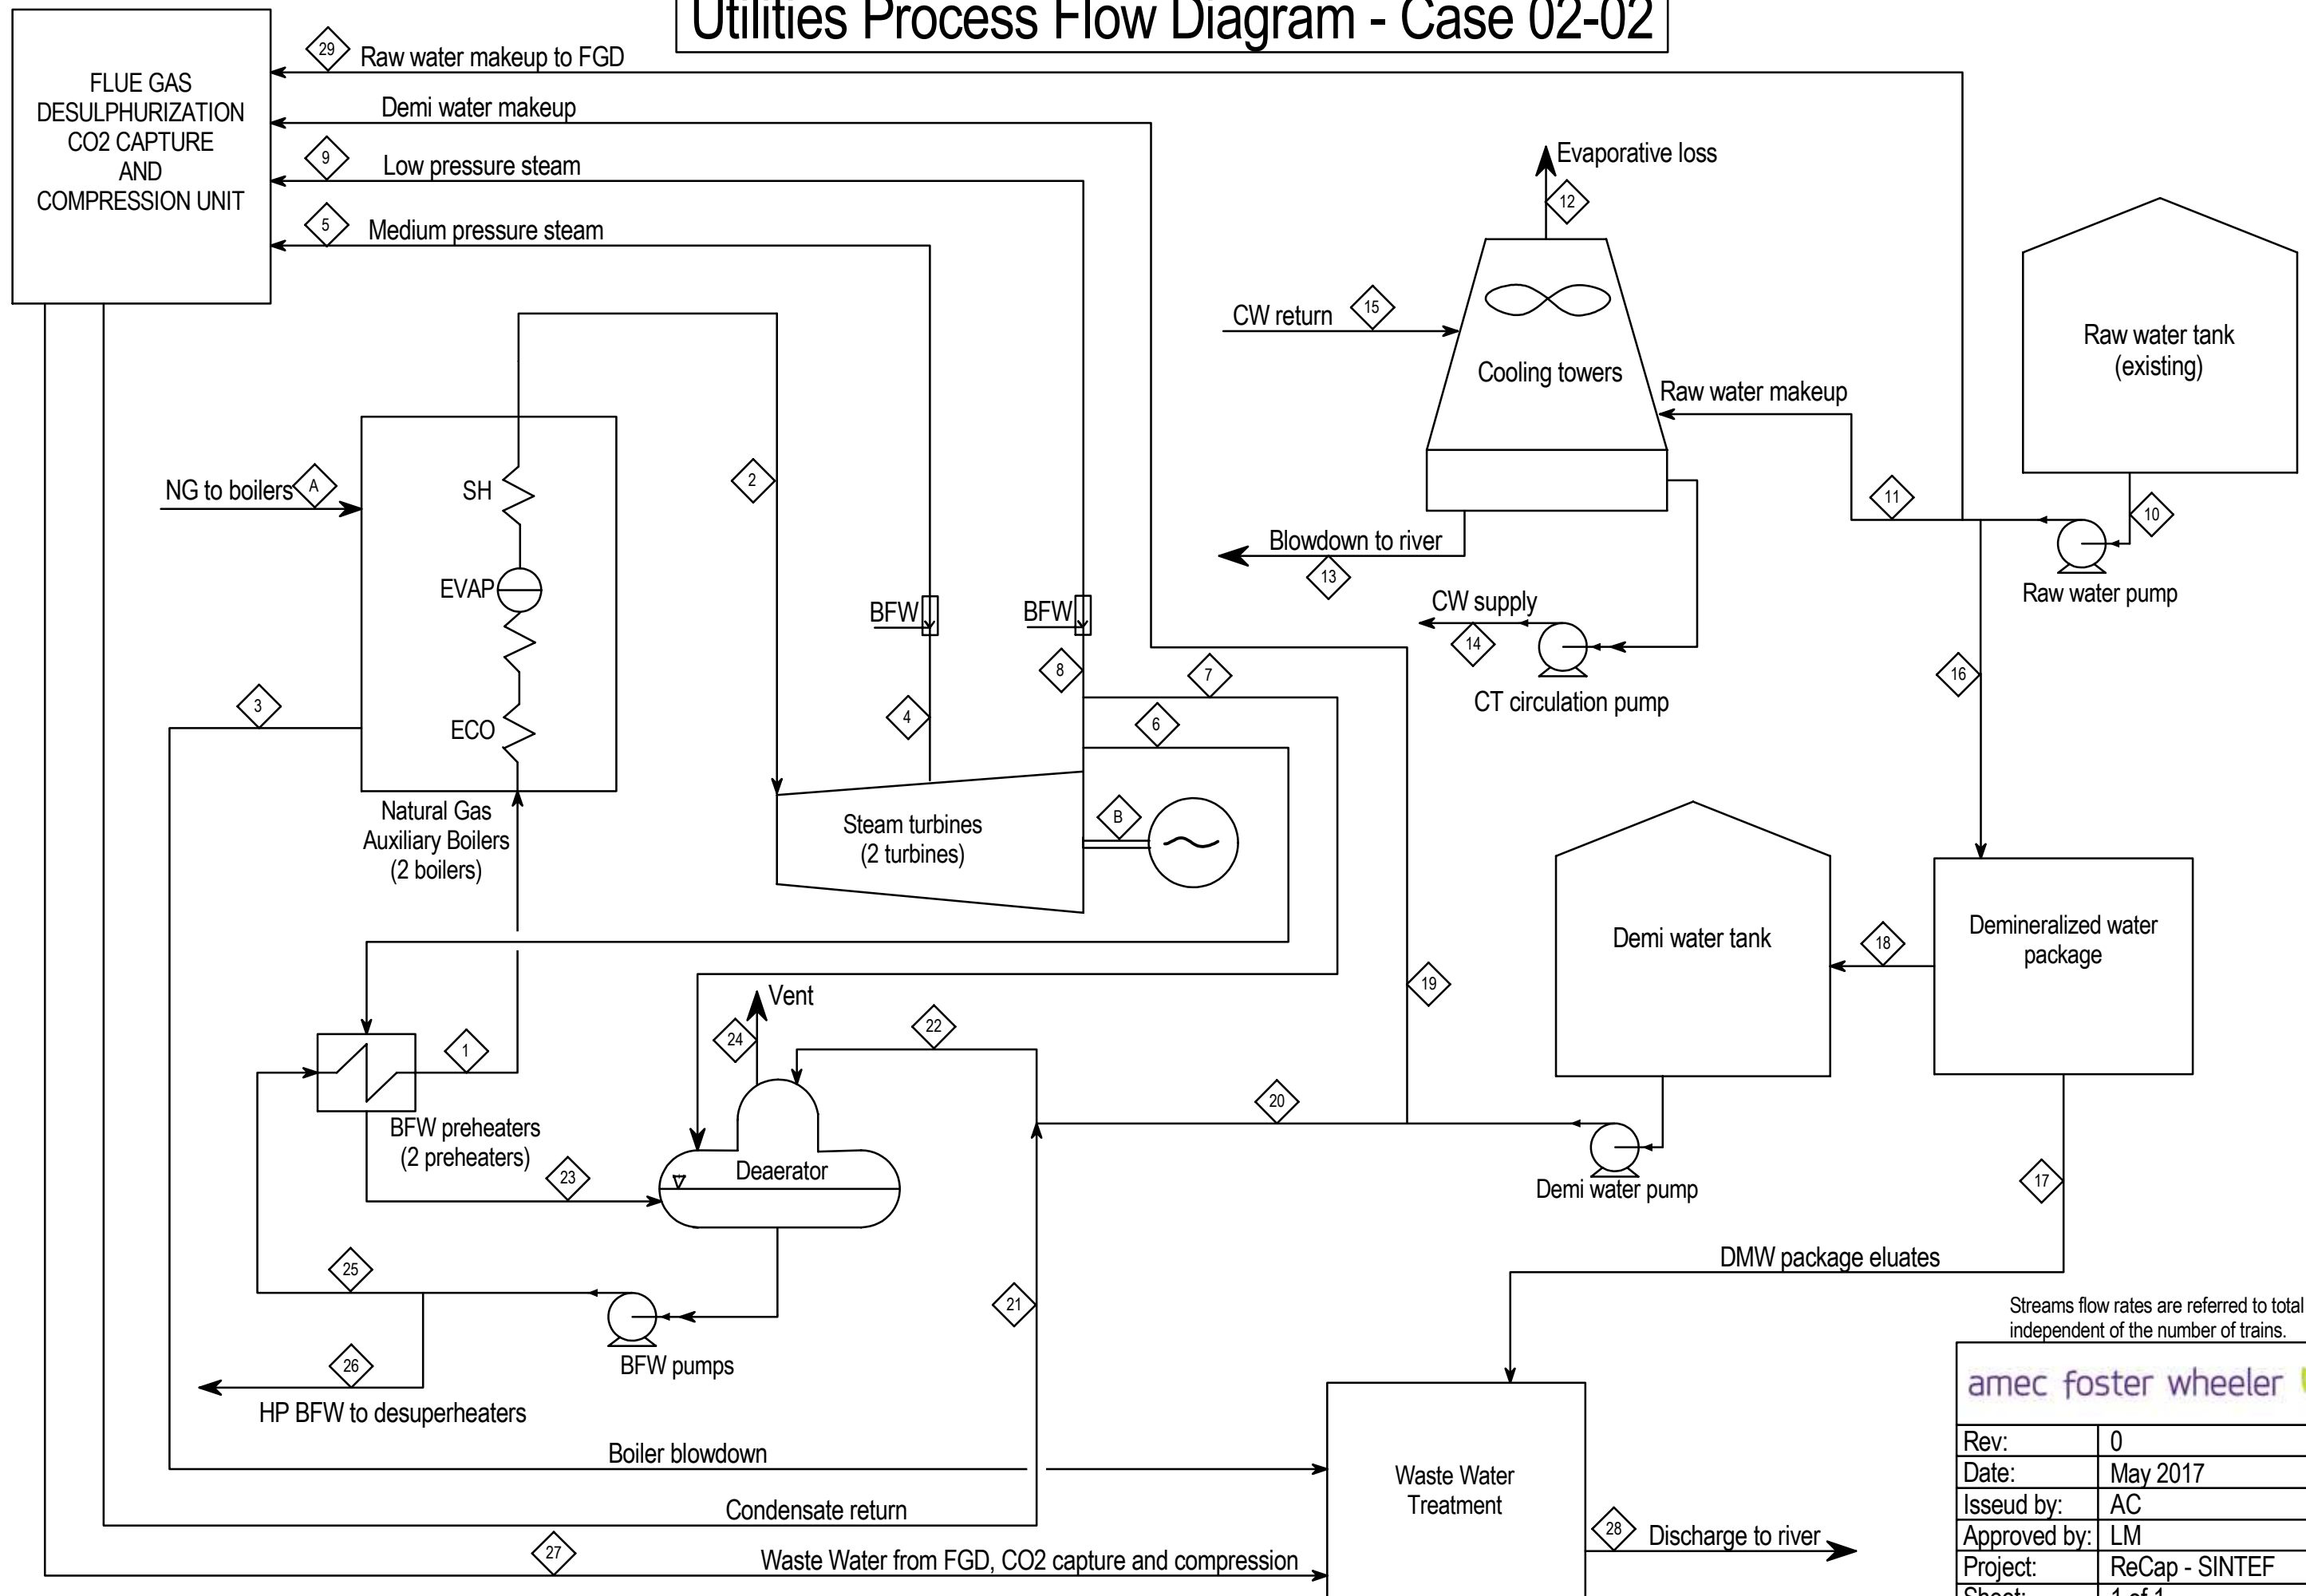 Utilities Process Flow Diagram - Case 02-02
FLUE GAS
DESULPHURIZATION
CO2 CAPTURE
AND
COMPRESSION UNIT
29
Raw water makeup to FGD
Demi water makeup
9
Low pressure steam
5
Medium pressure steam
Evaporative loss
12
CW return
15
Cooling towers
Raw water makeup
Raw water tank
(existing)
11
10
Raw water pump
Blowdown to river
13
CW supply
14
CT circulation pump
NG to boilers
A
SH
EVAP
ECO
2
3
Natural Gas
Auxiliary Boilers
(2 boilers)
BFW
BFW
8
7
4
6
16
Steam turbines
(2 turbines)
B
Demi water tank
18
Demineralized water
package
19
Vent
24
22
1
BFW preheaters
(2 preheaters)
23
Deaerator
20
Demi water pump
17
25
26
BFW pumps
HP BFW to desuperheaters
21
DMW package eluates
Boiler blowdown
Condensate return
27
Waste Water from FGD, CO2 capture and compression
Waste Water
Treatment
28
Discharge to river
Streams flow rates are referred to total
independent of the number of trains.
amec foster wheeler
Rev: 0
Date: May 2017
Isseud by: AC
Approved by: LM
Project: ReCap - SINTEF
Sheet: 1 of 1